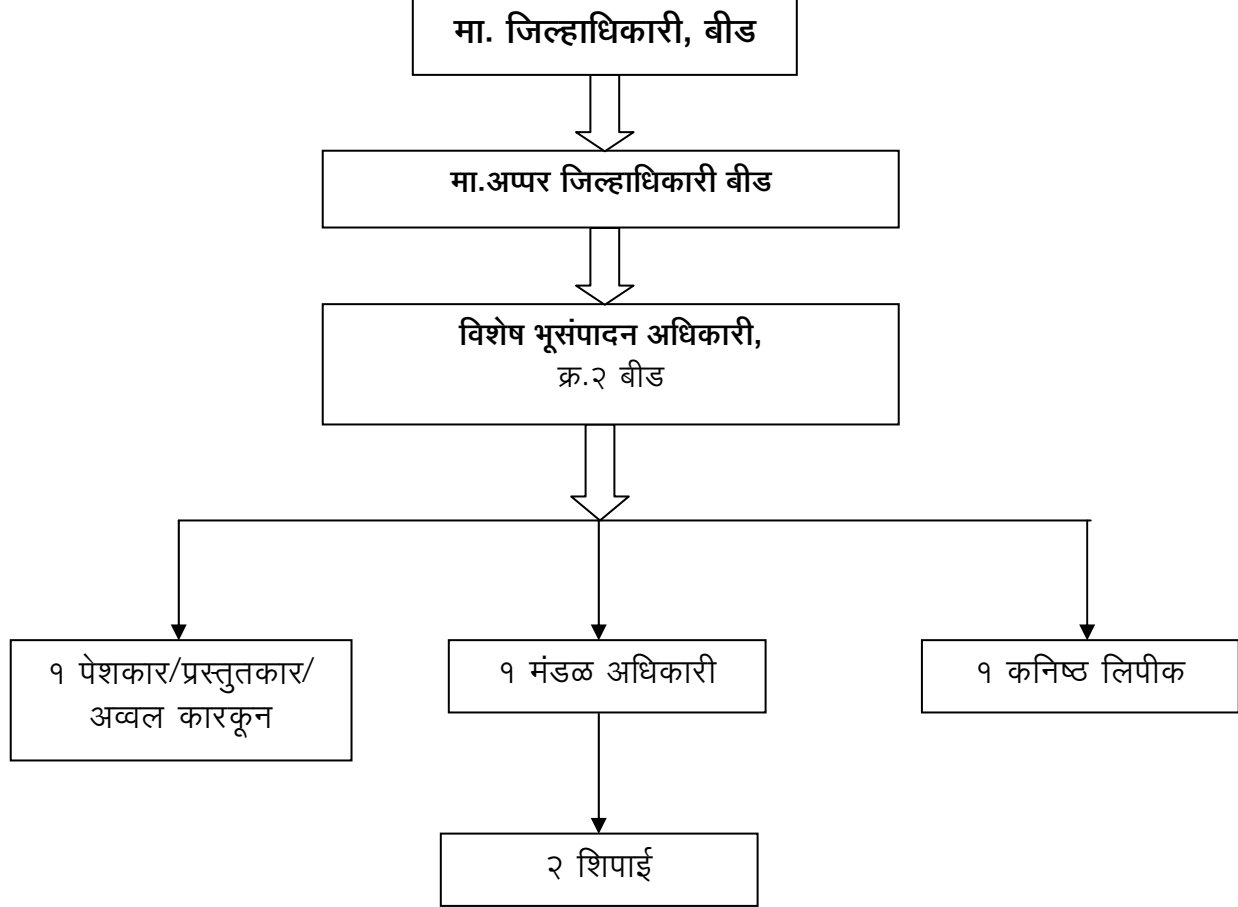 मा. जिल्हाधिकारी, बीड
मा.अप्पर जिल्हाधिकारी बीड
विशेष भूसंपादन अधिकारी,
क्र.२ बीड
१ पेशकार/प्रस्तुतकार/
अव्वल कारकून
१ मंडळ अधिकारी
१ कनिष्ठ लिपीक
२ शिपाई